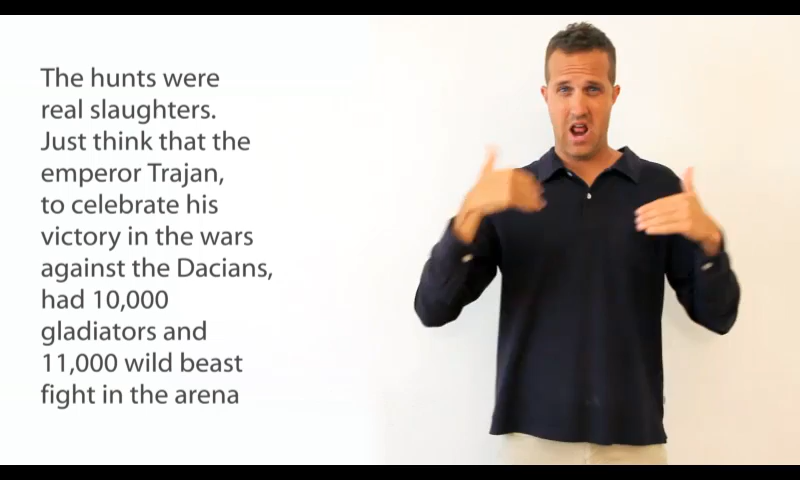 The hunts were
real slaughters.
Just think that the
emperor Trajan,
to celebrate his
victory in the wars
against the Dacians,
had 10,000
gladiators and
11,000 wild beast
fight in the arena